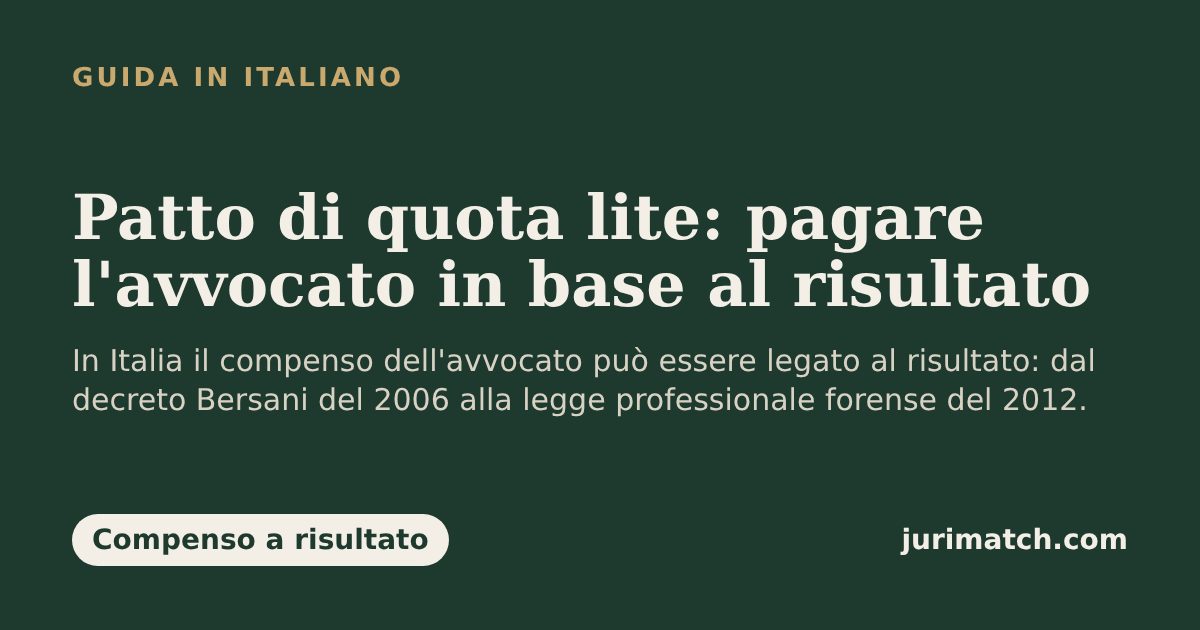 GUIDA IN ITALIANO
Patto di quota lite: pagare
l'avvocato in base al risultato
In Italia il compenso dell'avvocato può essere legato al risultato: dal
decreto Bersani del 2006 alla legge professionale forense del 2012.
Compenso a risultato
jurimatch.com